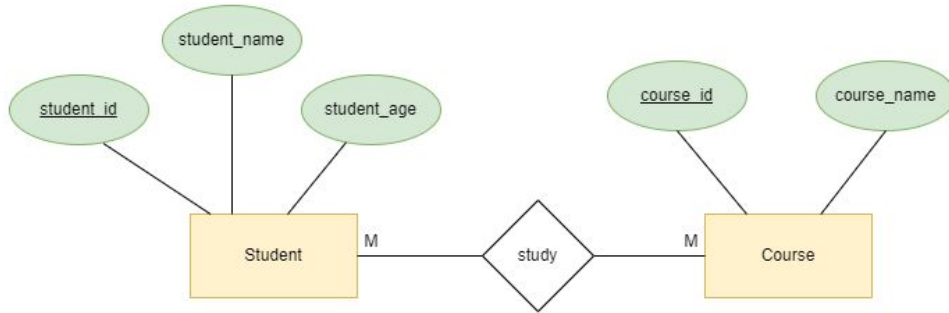 student_name
student_id
student_age
course_id
course_name
Student
M
study
M
Course